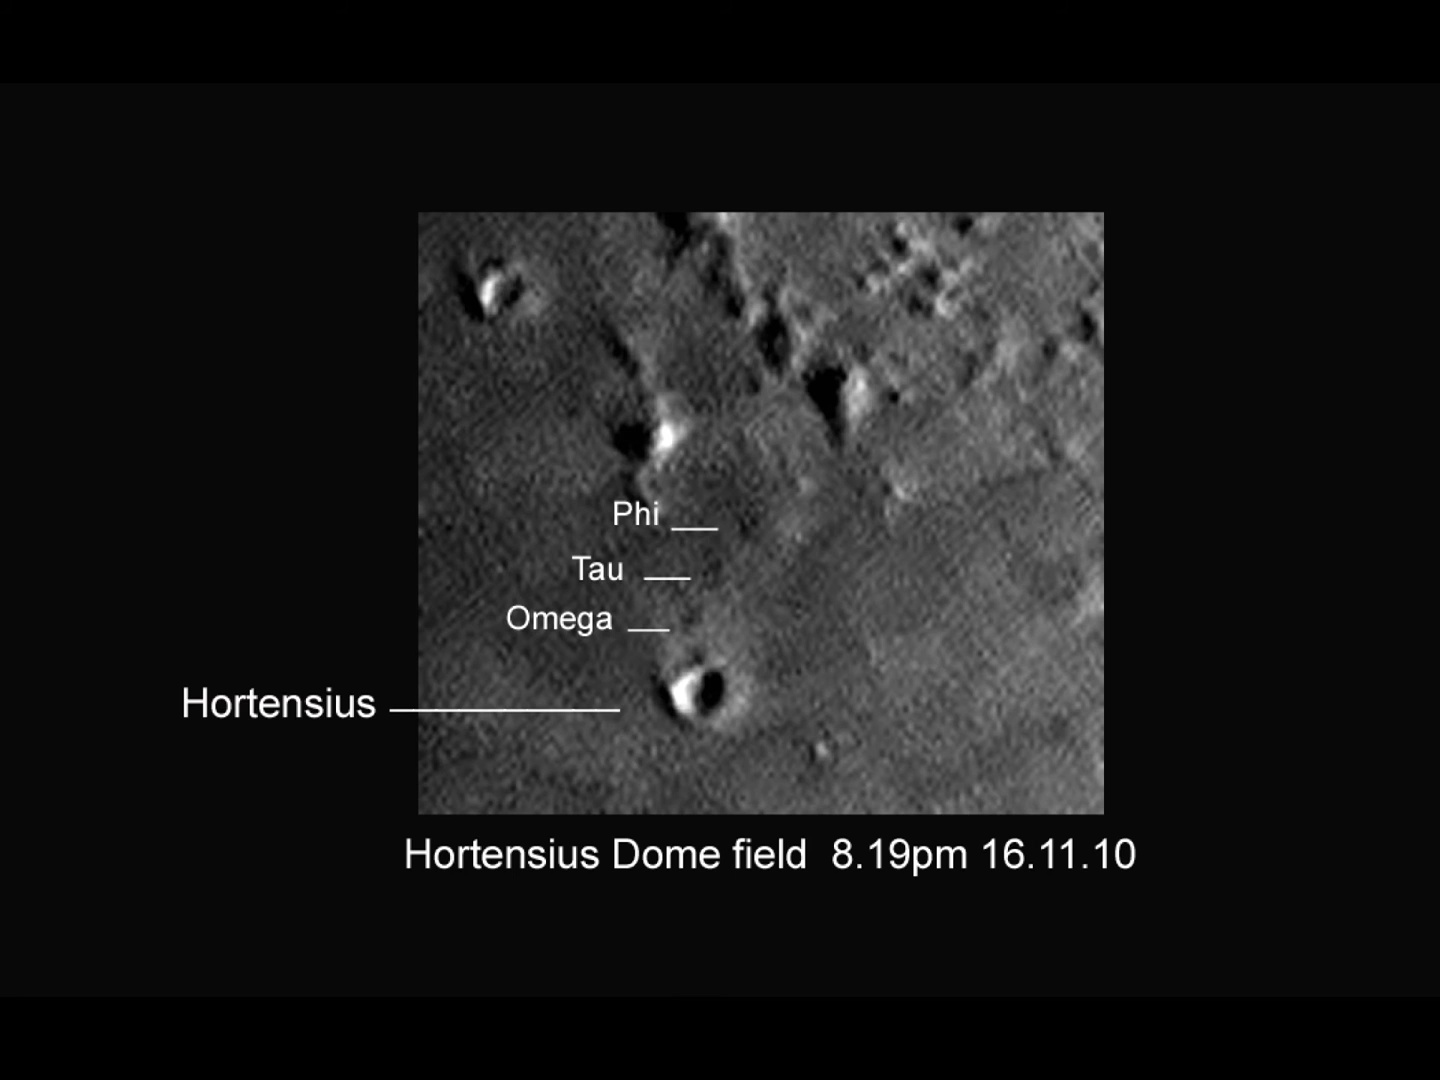 Phi
Tau
Omega
Hortensius
Hortensius Dome field  8.19pm 16.11.10